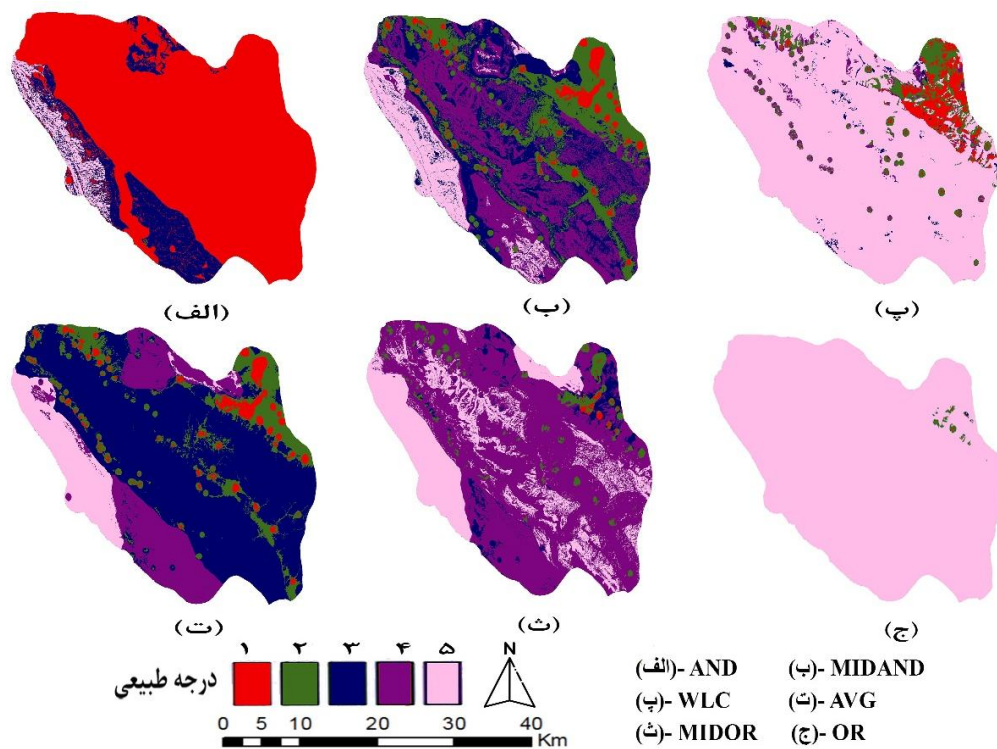 (الف)
(ب)
(پ)
(ت)
(ث)
(ج)
درجه طبیعی
۱ ۲ ۳ ۴ ۵
N
0 5 10 20 30 40
Km
(الف)- AND (ب)- MIDAND
(پ)- WLC (ت)- AVG
(ث)- MIDOR (ج)- OR